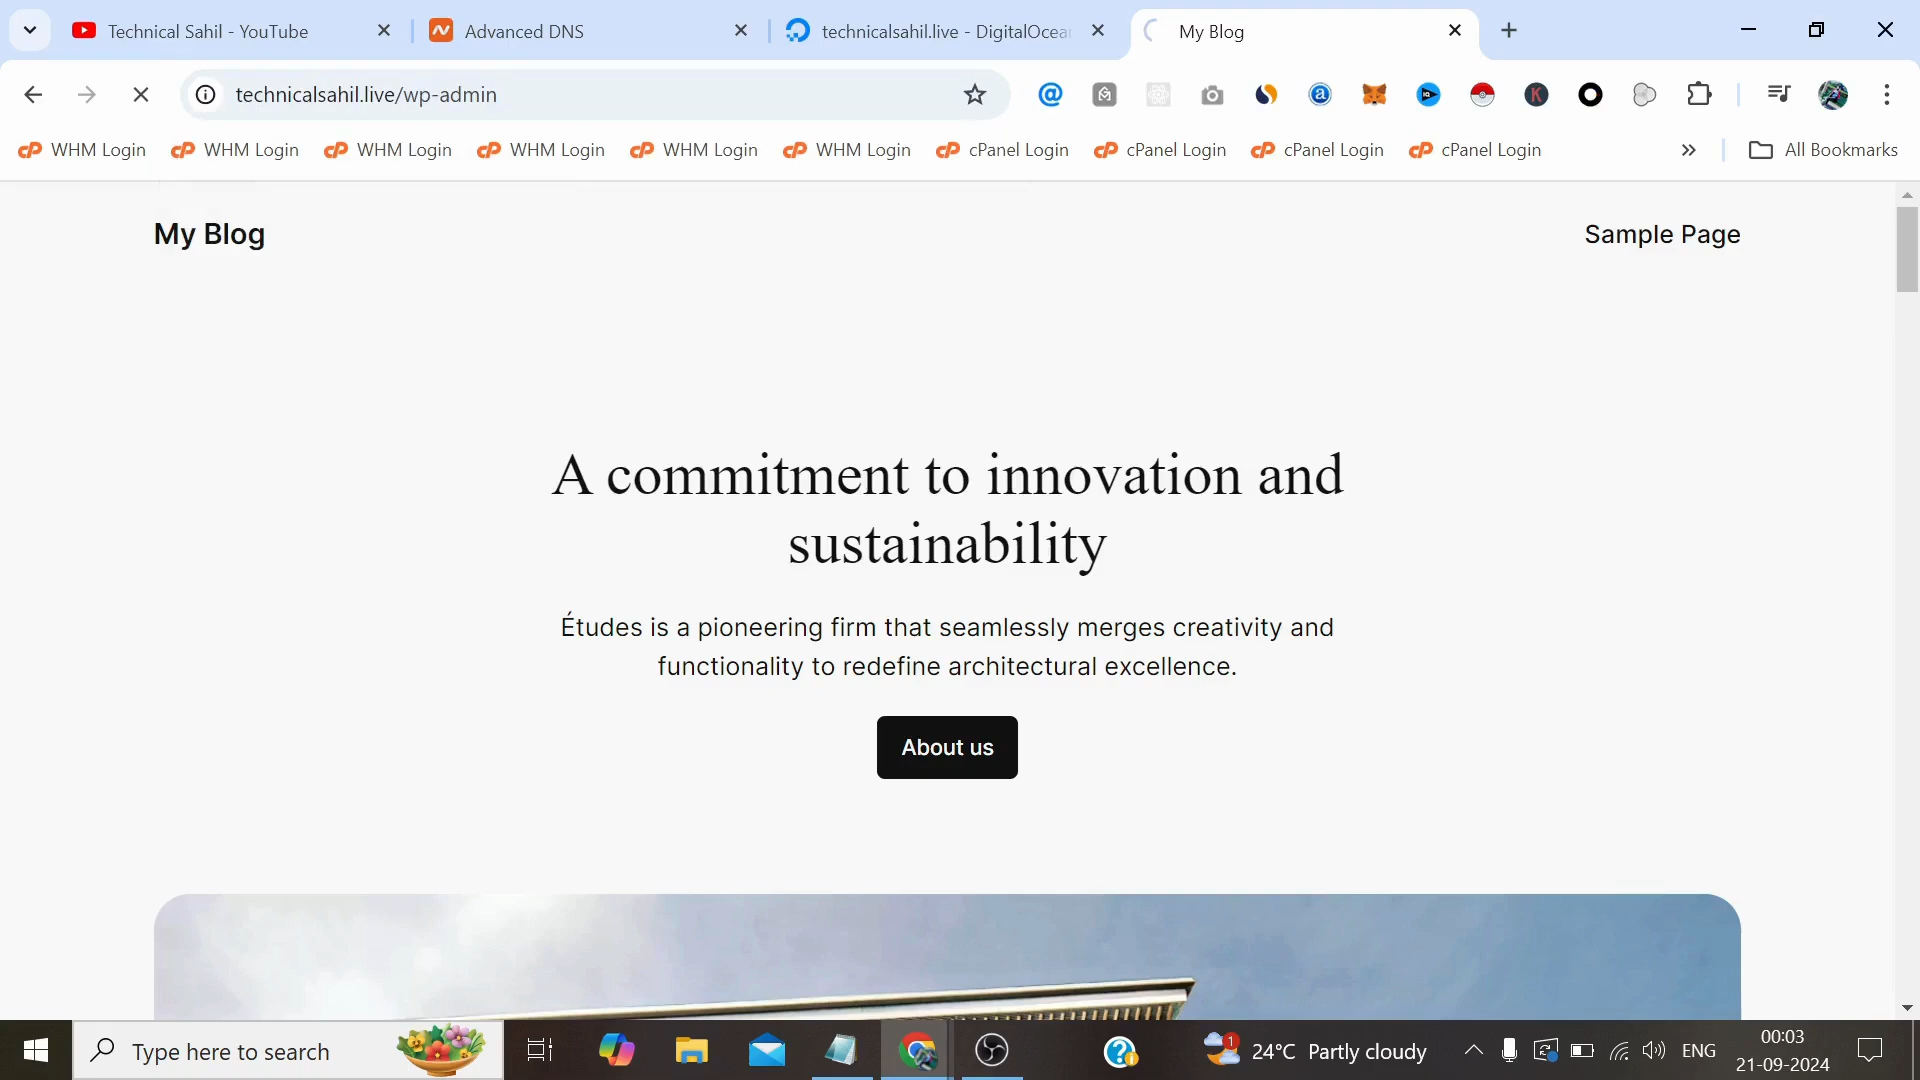 Technical Sahil - YouTube
Advanced DNS
technicalsahil.live - DigitalOcea
My Blog
technicalsahil.live/wp-admin
WHM Login
WHM Login
WHM Login
WHM Login
WHM Login
WHM Login
cPanel Login
cPanel Login
cPanel Login
cPanel Login
All Bookmarks
My Blog
Sample Page
A commitment to innovation and
sustainability
Études is a pioneering firm that seamlessly merges creativity and
functionality to redefine architectural excellence.
About us
Type here to search
1
24°C Partly cloudy
ENG
00:03
21-09-2024